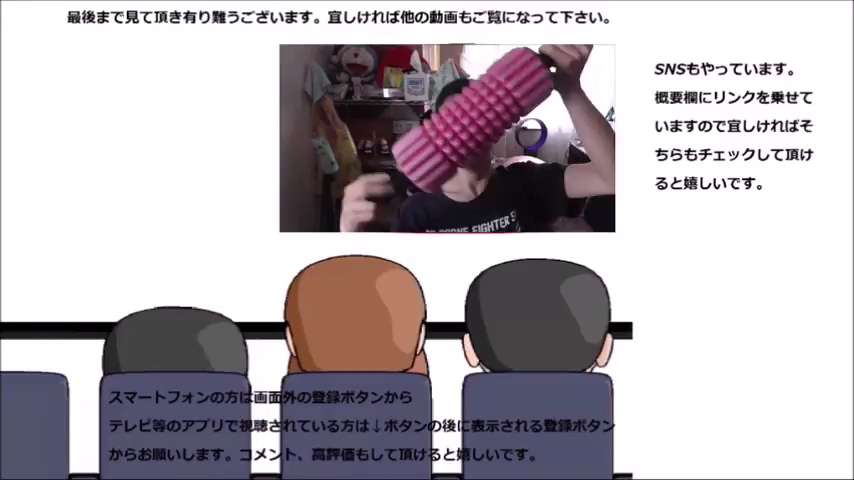 最後まで見て頂き有り難うございます。宜しければ他の動画もご覧になって下さい。
SNSもやっています。
概要欄にリンクを乗せて
いますので宜しければそ
ちらもチェックして頂け
ると嬉しいです。
FIGHTER
スマートフォンの方は画面外の登録ボタンから
テレビ等のアプリで視聴されている方は↓ボタンの後に表示される登録ボタン
からお願いします。コメント、高評価もして頂けると嬉しいです。